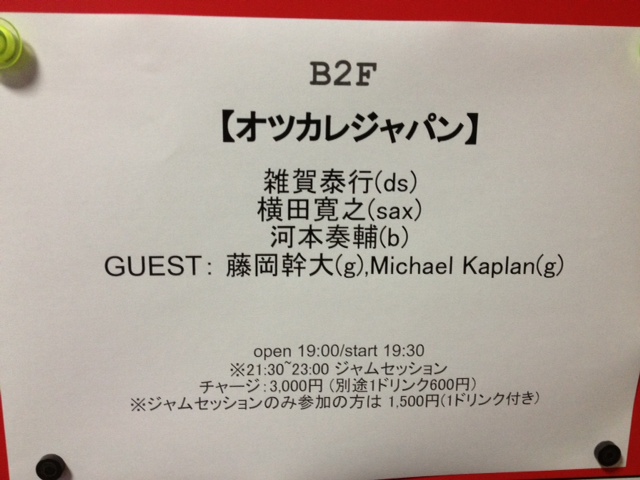 B2F
【オツカレジャパン】
雑賀泰行(ds)
横田寛之(sax)
河本奏輔(b)
GUEST： 藤岡幹大(g),Michael Kaplan(g)
open 19:00/start 19:30
※21:30~23:00 ジャムセッション
チャージ：3,000円 （別途1ドリンク600円）
※ジャムセッションのみ参加の方は 1,500円(1ドリンク付き)